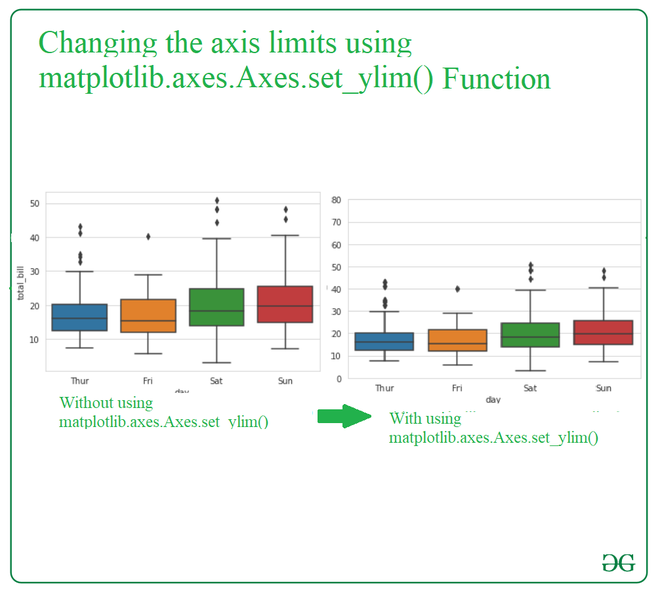 Changing the axis limits using
matplotlib.axes.Axes.set_ylim() Function
50
40
30
20
10
total_bill
Thur Fri Sat Sun
day
80
70
60
50
40
30
20
10
0
Thur Fri Sat Sun
day
Without using
matplotlib.axes.Axes.set_ylim()
With using
matplotlib.axes.Axes.set_ylim()